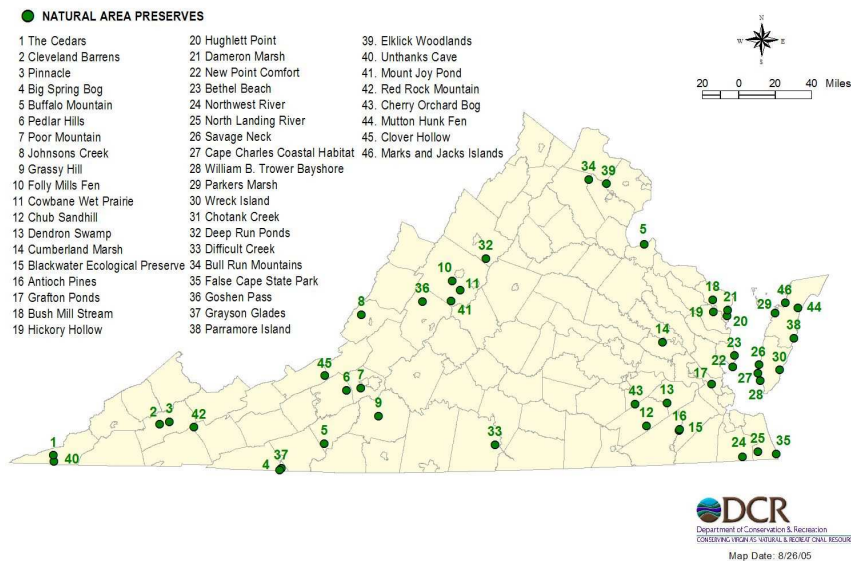 NATURAL AREA PRESERVES
1 The Cedars
2 Cleveland Barrens
3 Pinnacle
4 Big Spring Bog
5 Buffalo Mountain
6 Pedlar Hills
7 Poor Mountain
8 Johnsons Creek
9 Grassy Hill
10 Folly Mills Fen
11 Cowbane Wet Prairie
12 Chub Sandhill
13 Dendron Swamp
14 Cumberland Marsh
15 Blackwater Ecological Preserve
16 Antioch Pines
17 Grafton Ponds
18 Bush Mill Stream
19 Hickory Hollow
20 Hughlett Point
21 Dameron Marsh
22 New Point Comfort
23 Bethel Beach
24 Northwest River
25 North Landing River
26 Savage Neck
27 Cape Charles Coastal Habitat
28 William B. Trower Bayshore
29 Parkers Marsh
30 Wreck Island
31 Chotank Creek
32 Deep Run Ponds
33 Difficult Creek
34 Bull Run Mountains
35 False Cape State Park
36 Goshen Pass
37 Grayson Glades
38 Parramore Island
39. Elklick Woodlands
40. Unthanks Cave
41. Mount Joy Pond
42. Red Rock Mountain
43. Cherry Orchard Bog
44. Mutton Hunk Fen
45. Clover Hollow
46. Marks and Jacks Islands
N
W E
S
20 0 20 40 Miles
34 39
5
32
10
11
36
41
8
18
21
19
20
46
29
44
38
14
23
26
22
30
27
28
45
6 7
17
9
43 13
2 3
42
12
16
15
5
33
1
40
37
4
24 25 35
DCR
Department of Conservation & Recreation
CONSERVING VIRGINIA'S NATURAL & RECREATIONAL RESOUR
Map Date: 8/26/05